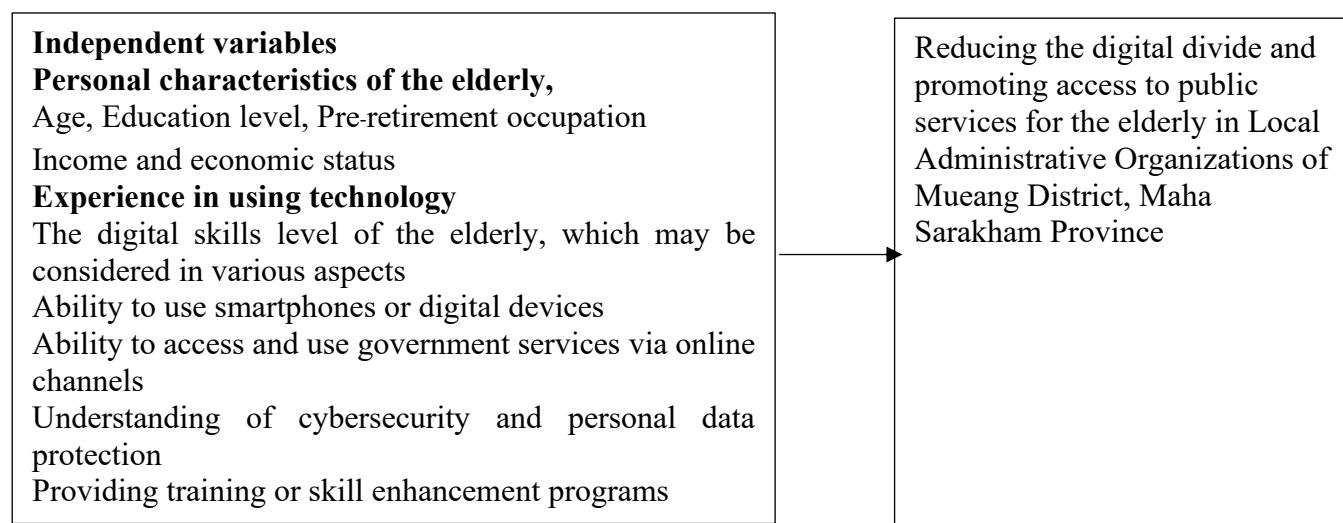 Independent variables
Personal characteristics of the elderly,
Age, Education level, Pre-retirement occupation
Income and economic status
Experience in using technology
The digital skills level of the elderly, which may be
considered in various aspects
Ability to use smartphones or digital devices
Ability to access and use government services via online
channels
Understanding of cybersecurity and personal data
protection
Providing training or skill enhancement programs
Reducing the digital divide and
promoting access to public
services for the elderly in Local
Administrative Organizations of
Mueang District, Maha
Sarakham Province